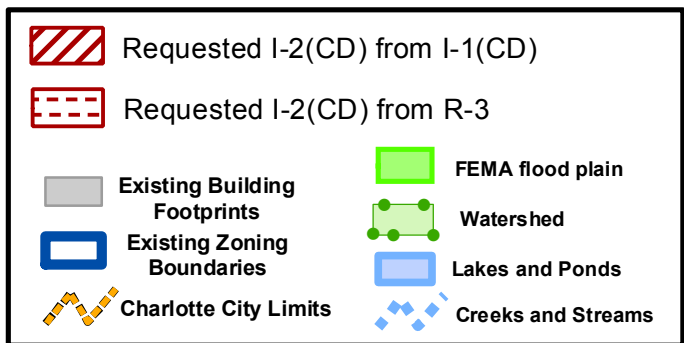 Requested I-2(CD) from I-1(CD)
Requested I-2(CD) from R-3
Existing Building
Footprints
Existing Zoning
Boundaries
Charlotte City Limits
FEMA flood plain
Watershed
Lakes and Ponds
Creeks and Streams